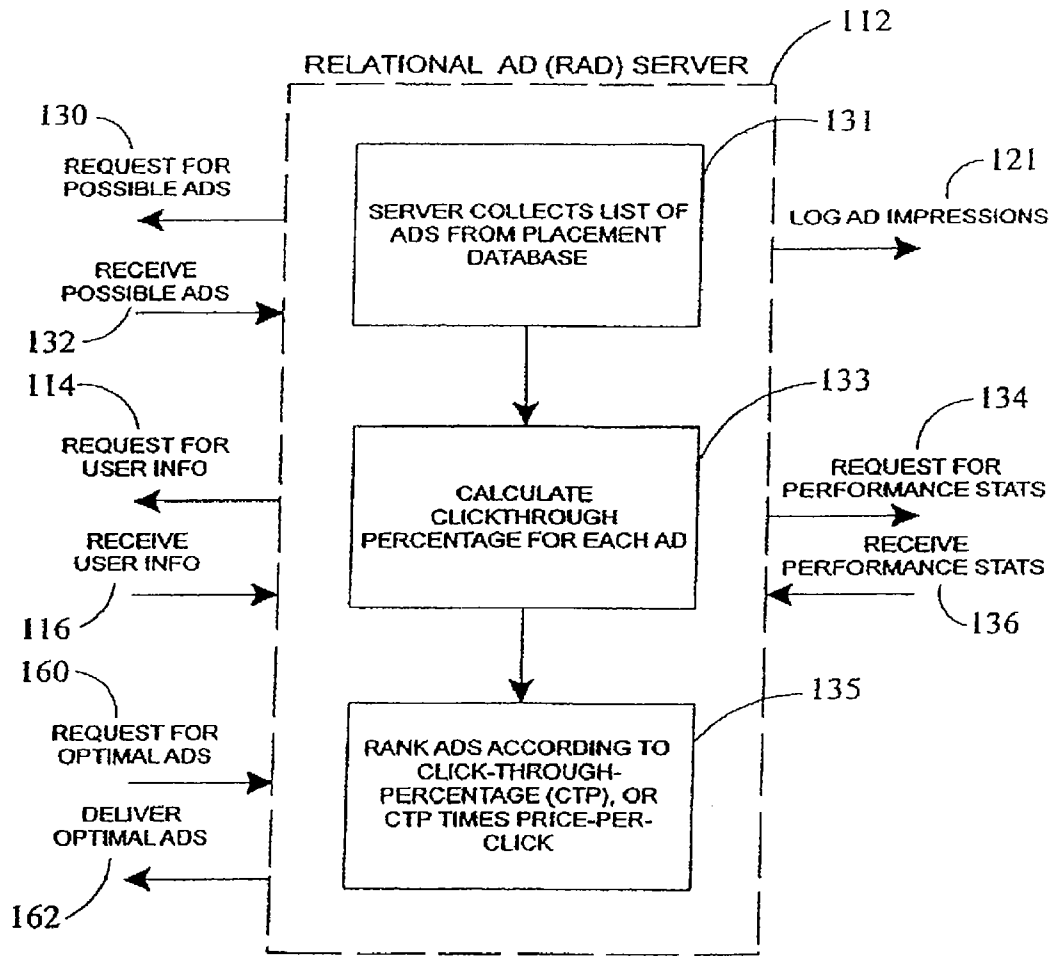 112
RELATIONAL AD (RAD) SERVER
130
REQUEST FOR
POSSIBLE ADS
RECEIVE
POSSIBLE ADS
132
114
REQUEST FOR
USER INFO
RECEIVE
USER INFO
116
160
REQUEST FOR
OPTIMAL ADS
DELIVER
OPTIMAL ADS
162
131
SERVER COLLECTS LIST OF
ADS FROM PLACEMENT
DATABASE
133
CALCULATE
CLICKTHROUGH
PERCENTAGE FOR EACH AD
135
RANK ADS ACCORDING TO
CLICK-THROUGH-
PERCENTAGE (CTP), OR
CTP TIMES PRICE-PER-
CLICK
121
LOG AD IMPRESSIONS
134
REQUEST FOR
PERFORMANCE STATS
RECEIVE
PERFORMANCE STATS
136